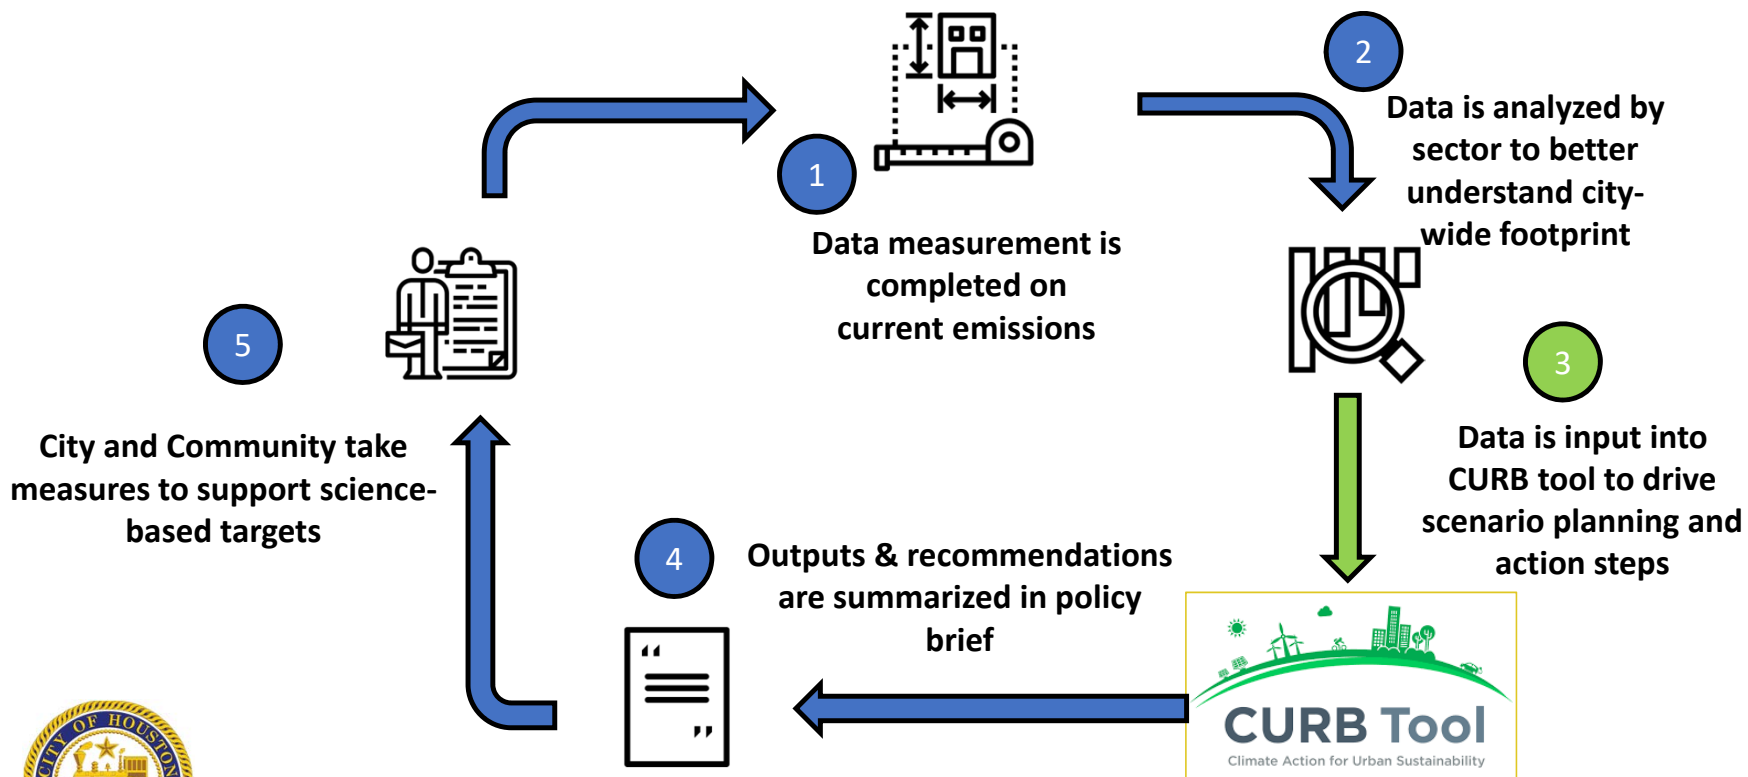 1
Data measurement is
completed on
current emissions
2
Data is analyzed by
sector to better
understand city-
wide footprint
3
Data is input into
CURB tool to drive
scenario planning and
action steps
CURB Tool
Climate Action for Urban Sustainability
4
Outputs & recommendations
are summarized in policy
brief
5
City and Community take
measures to support science-
based targets
CITY OF HOUSTON